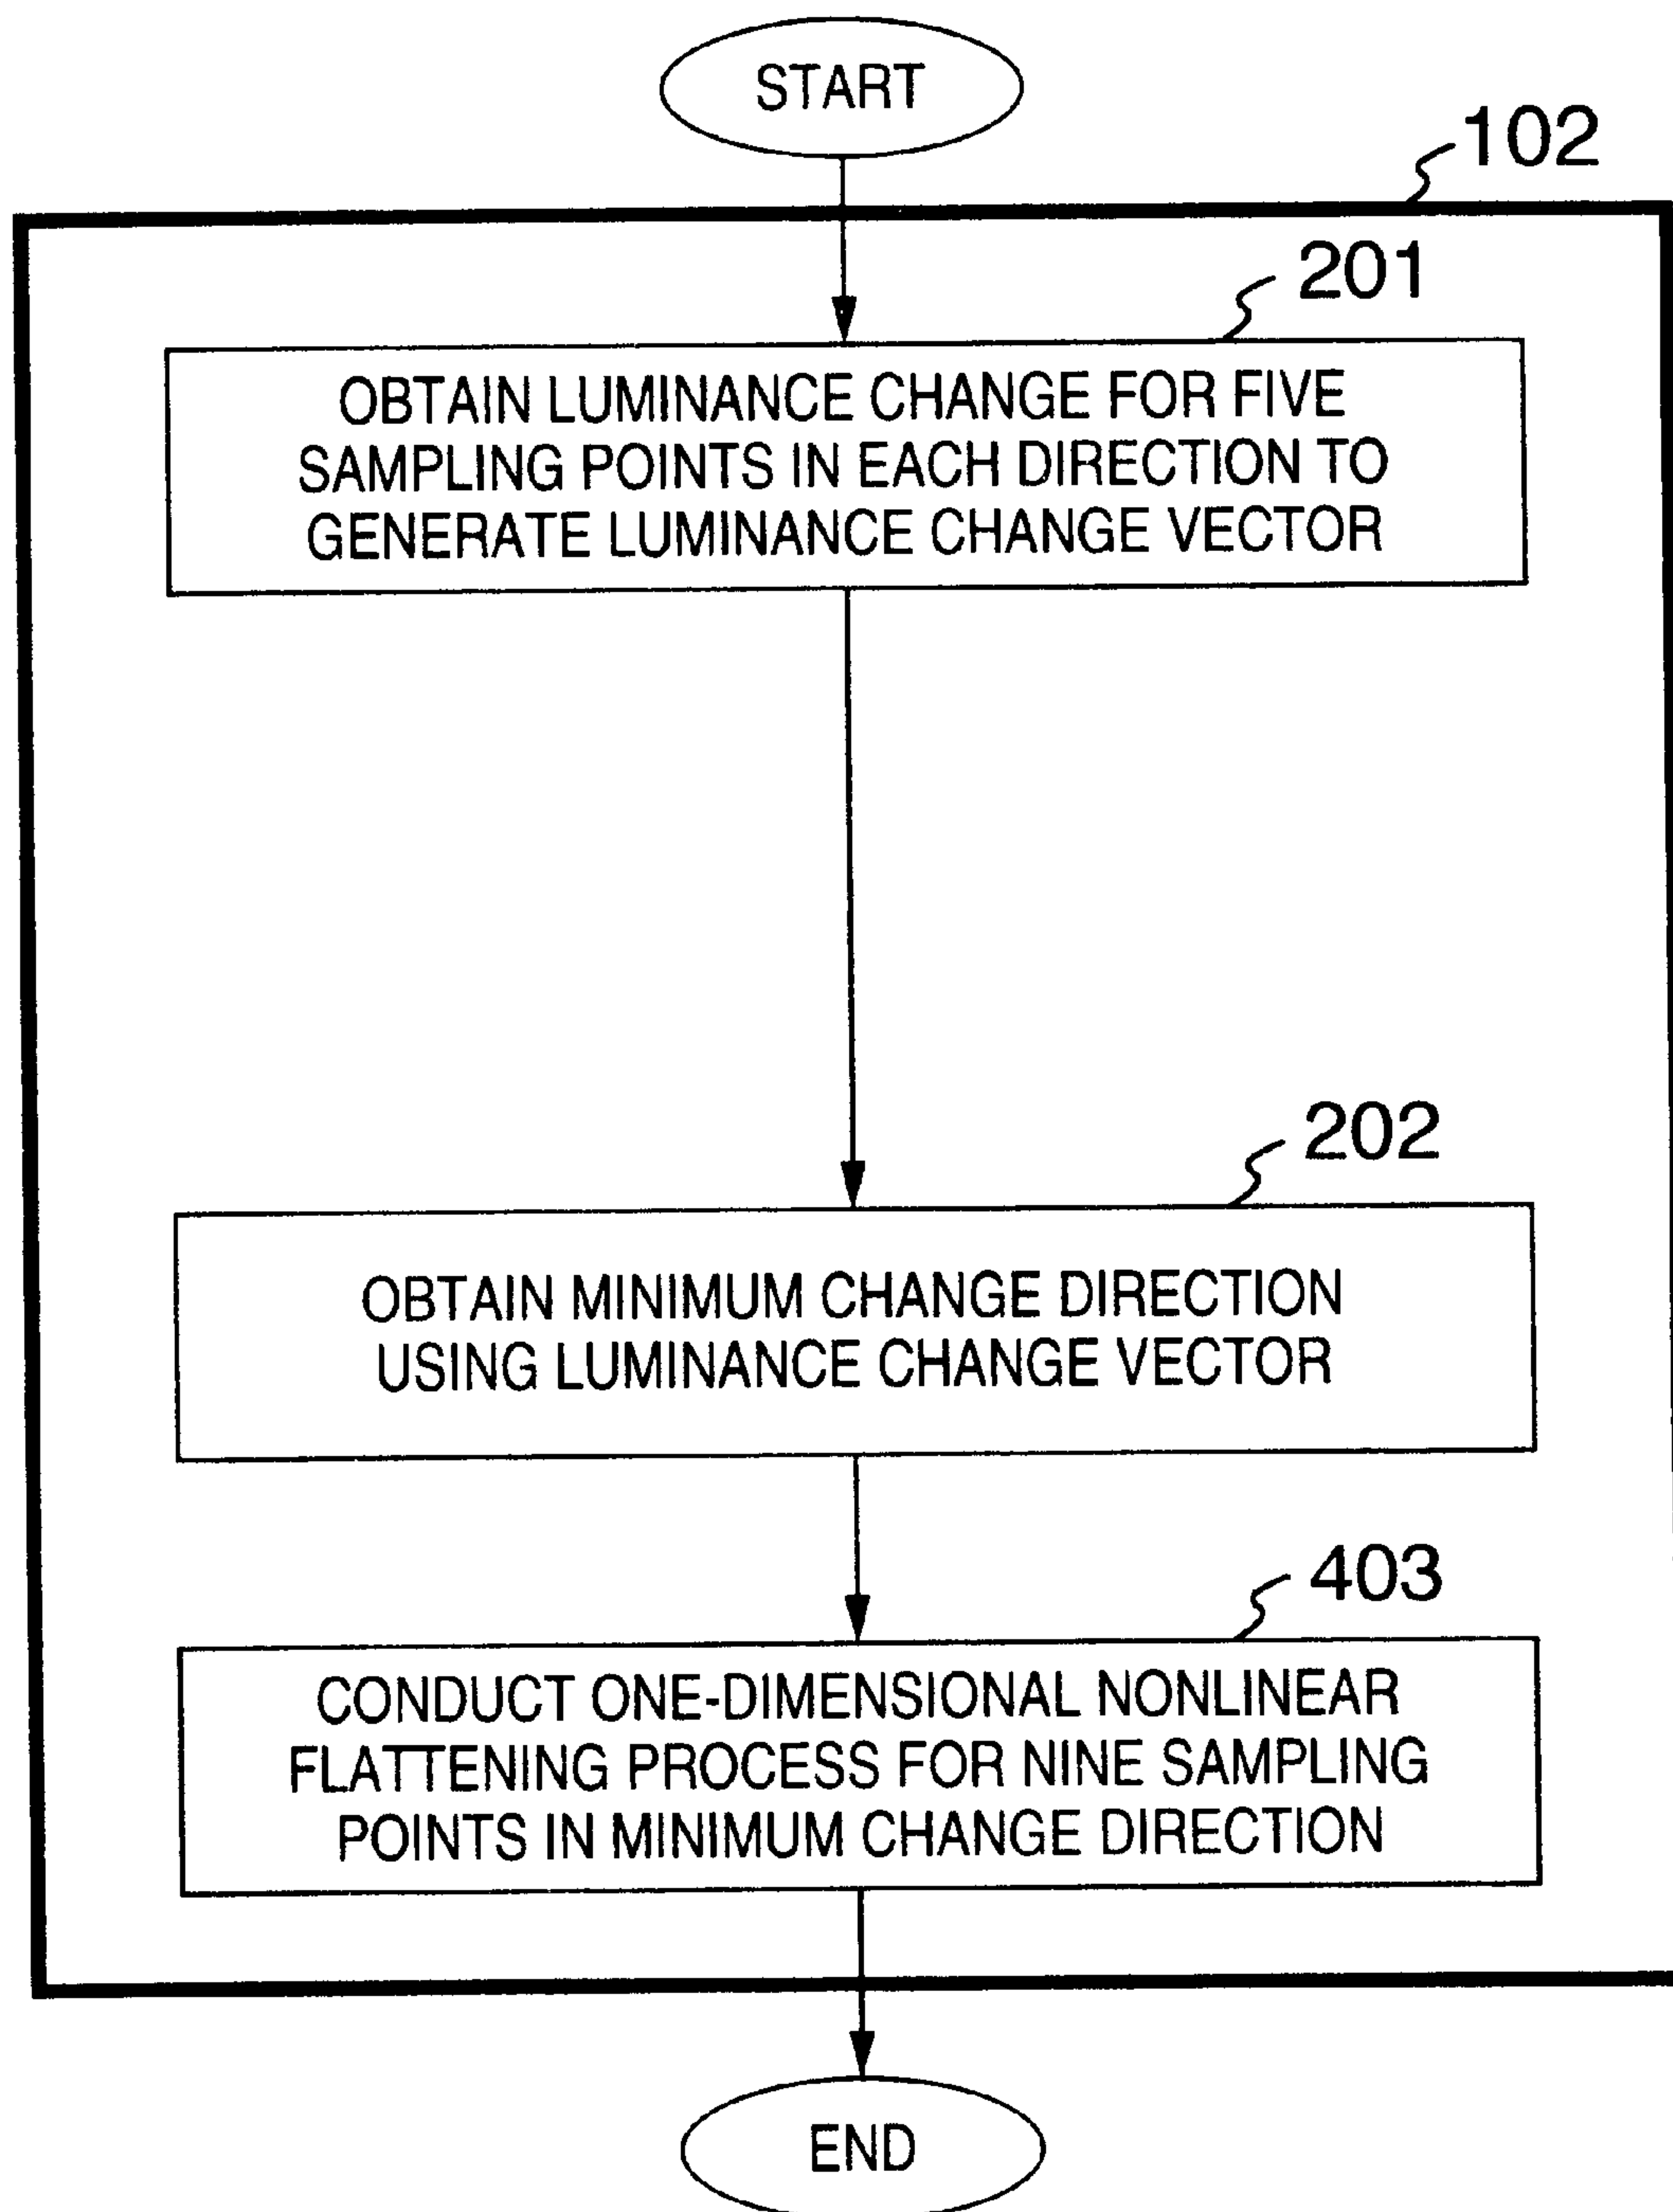 START
102
201
OBTAIN LUMINANCE CHANGE FOR FIVE
SAMPLING POINTS IN EACH DIRECTION TO
GENERATE LUMINANCE CHANGE VECTOR
202
OBTAIN MINIMUM CHANGE DIRECTION
USING LUMINANCE CHANGE VECTOR
403
CONDUCT ONE-DIMENSIONAL NONLINEAR
FLATTENING PROCESS FOR NINE SAMPLING
POINTS IN MINIMUM CHANGE DIRECTION
END